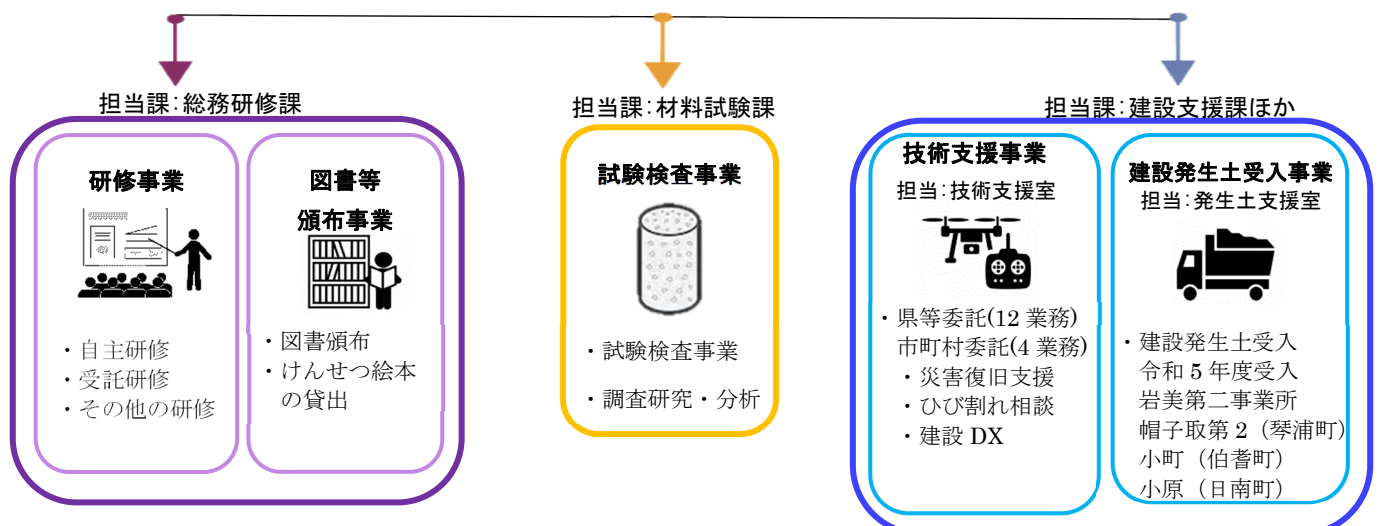 担当課：総務研修課
研修事業
・自主研修
・受託研修
・その他の研修
図書等
頒布事業
・図書頒布
・けんせつ絵本
の貸出
担当課：材料試験課
試験検査事業
・試験検査事業
・調査研究・分析
担当課：建設支援課ほか
技術支援事業
担当：技術支援室
・県等委託(12 業務)
市町村委託(4 業務)
・災害復旧支援
・ひび割れ相談
・建設 DX
建設発生土受入事業
担当：発生土支援室
・建設発生土受入
令和 5 年度受入
岩美第二事業所
帽子取第 2（琴浦町)
小町（伯耆町）
小原（日南町）